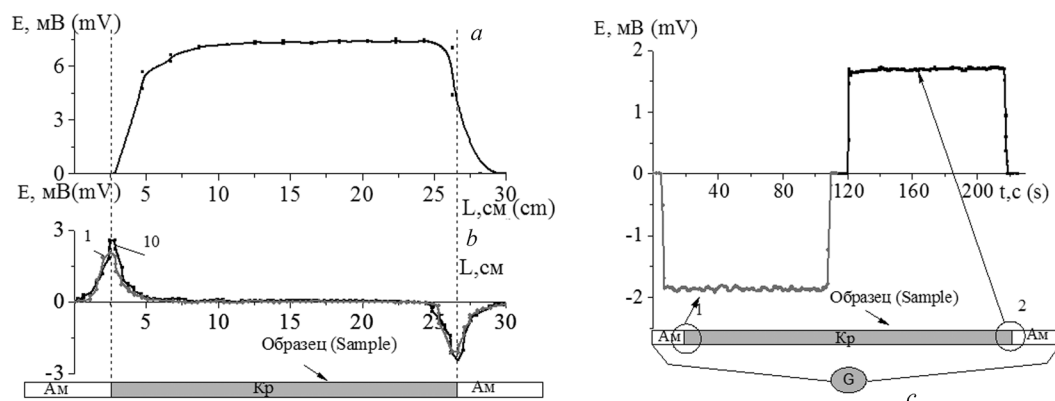 Е, мВ (mV)
a
9
6
3
0
5 10 15 20 25 30
L,см (cm)
Е, мВ(mV)
3
1
10
b
L,см
0
5 10 15 20 25 30
Образец (Sample)
-3
Ам Кр Ам
Е, мВ (mV)
2
1
0
40 80 120 160 200
t,c (s)
-1
-2
Образец (Sample)
1
2
Ам Кр Ам
G
c